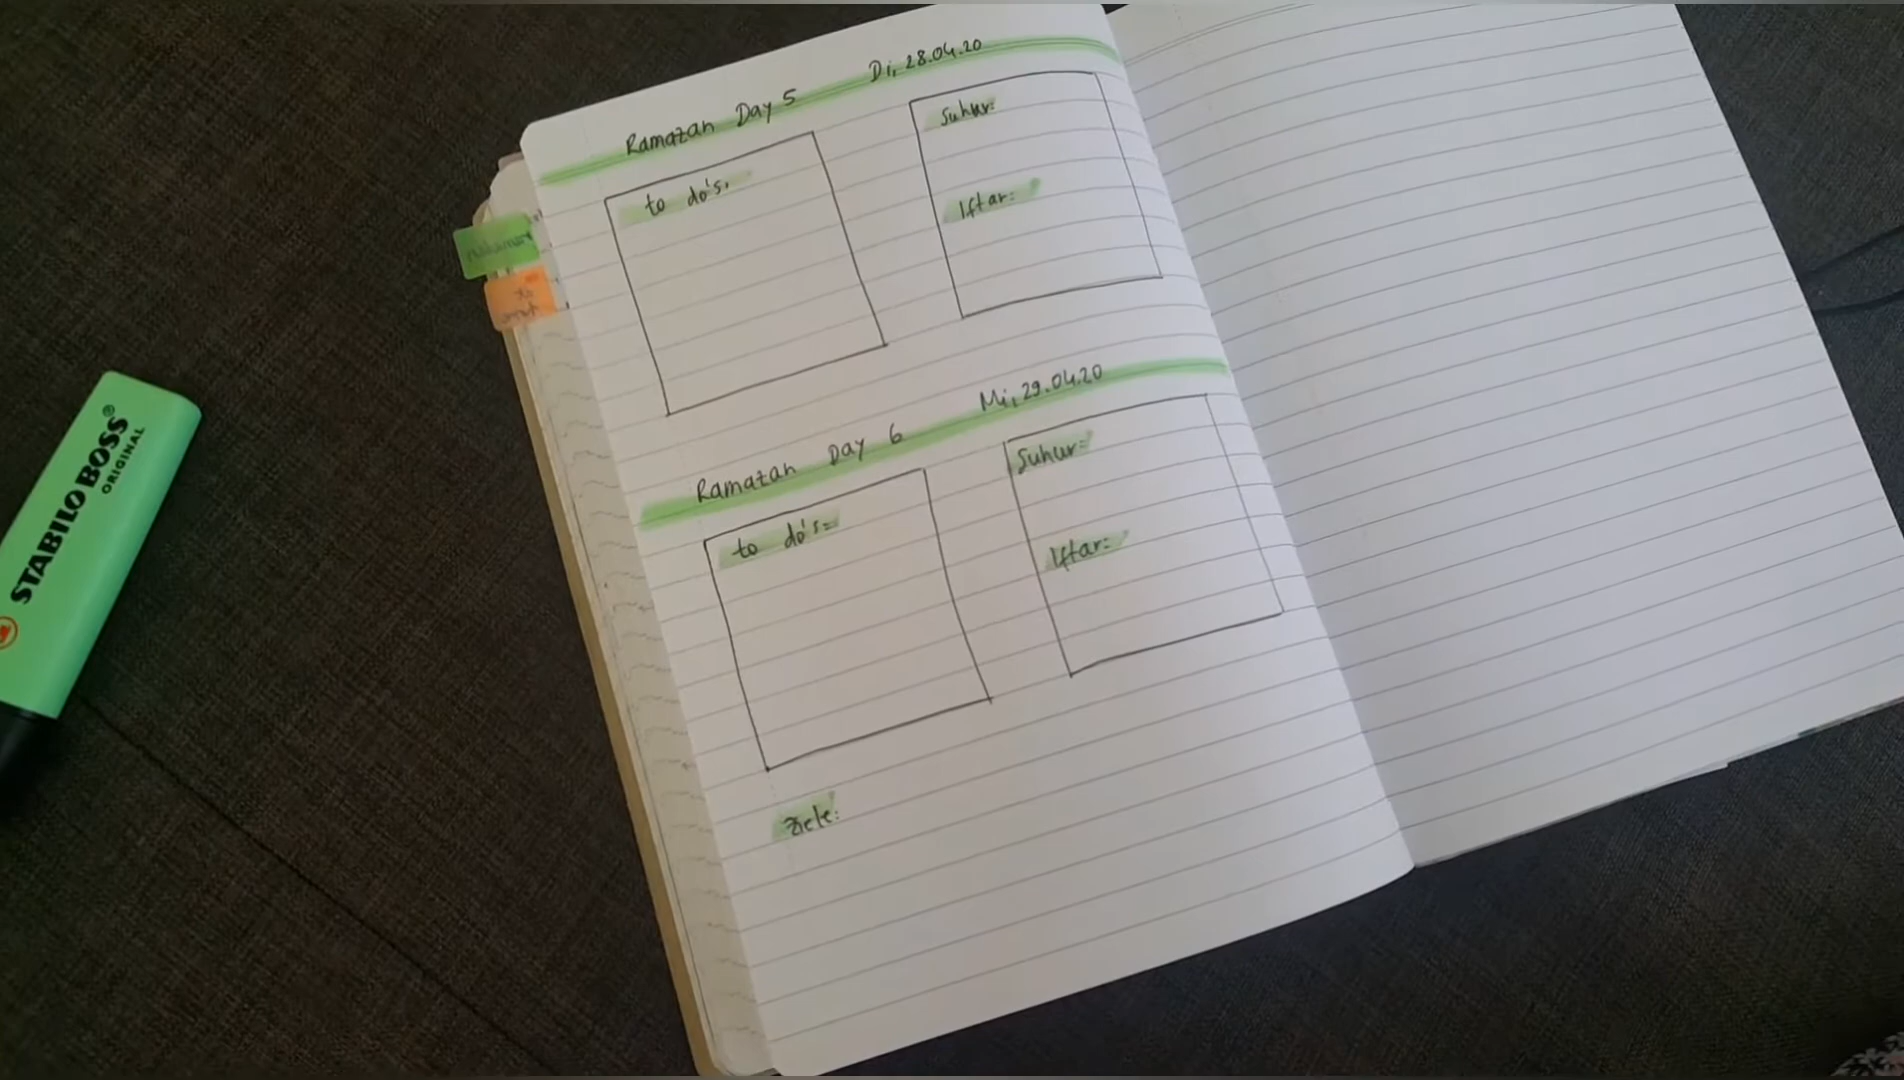 Ramazan Day 5 Di, 28.04.20
to do's:
Suhur:
Iftar:
Ramazan Day 6 Mi, 29.04.20
to do's:
Suhur:
Iftar:
Ziele:
STABILO BOSS®
ORIGINAL